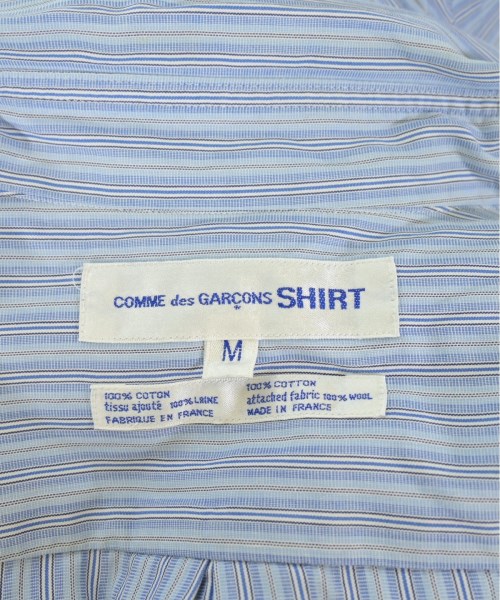 COMME des GARÇONS SHIRT
M
100% COTON
tissu ajouté 100% LAINE
FABRIQUE EN FRANCE
100% COTTON
attached fabric 100% WOOL
MADE IN FRANCE